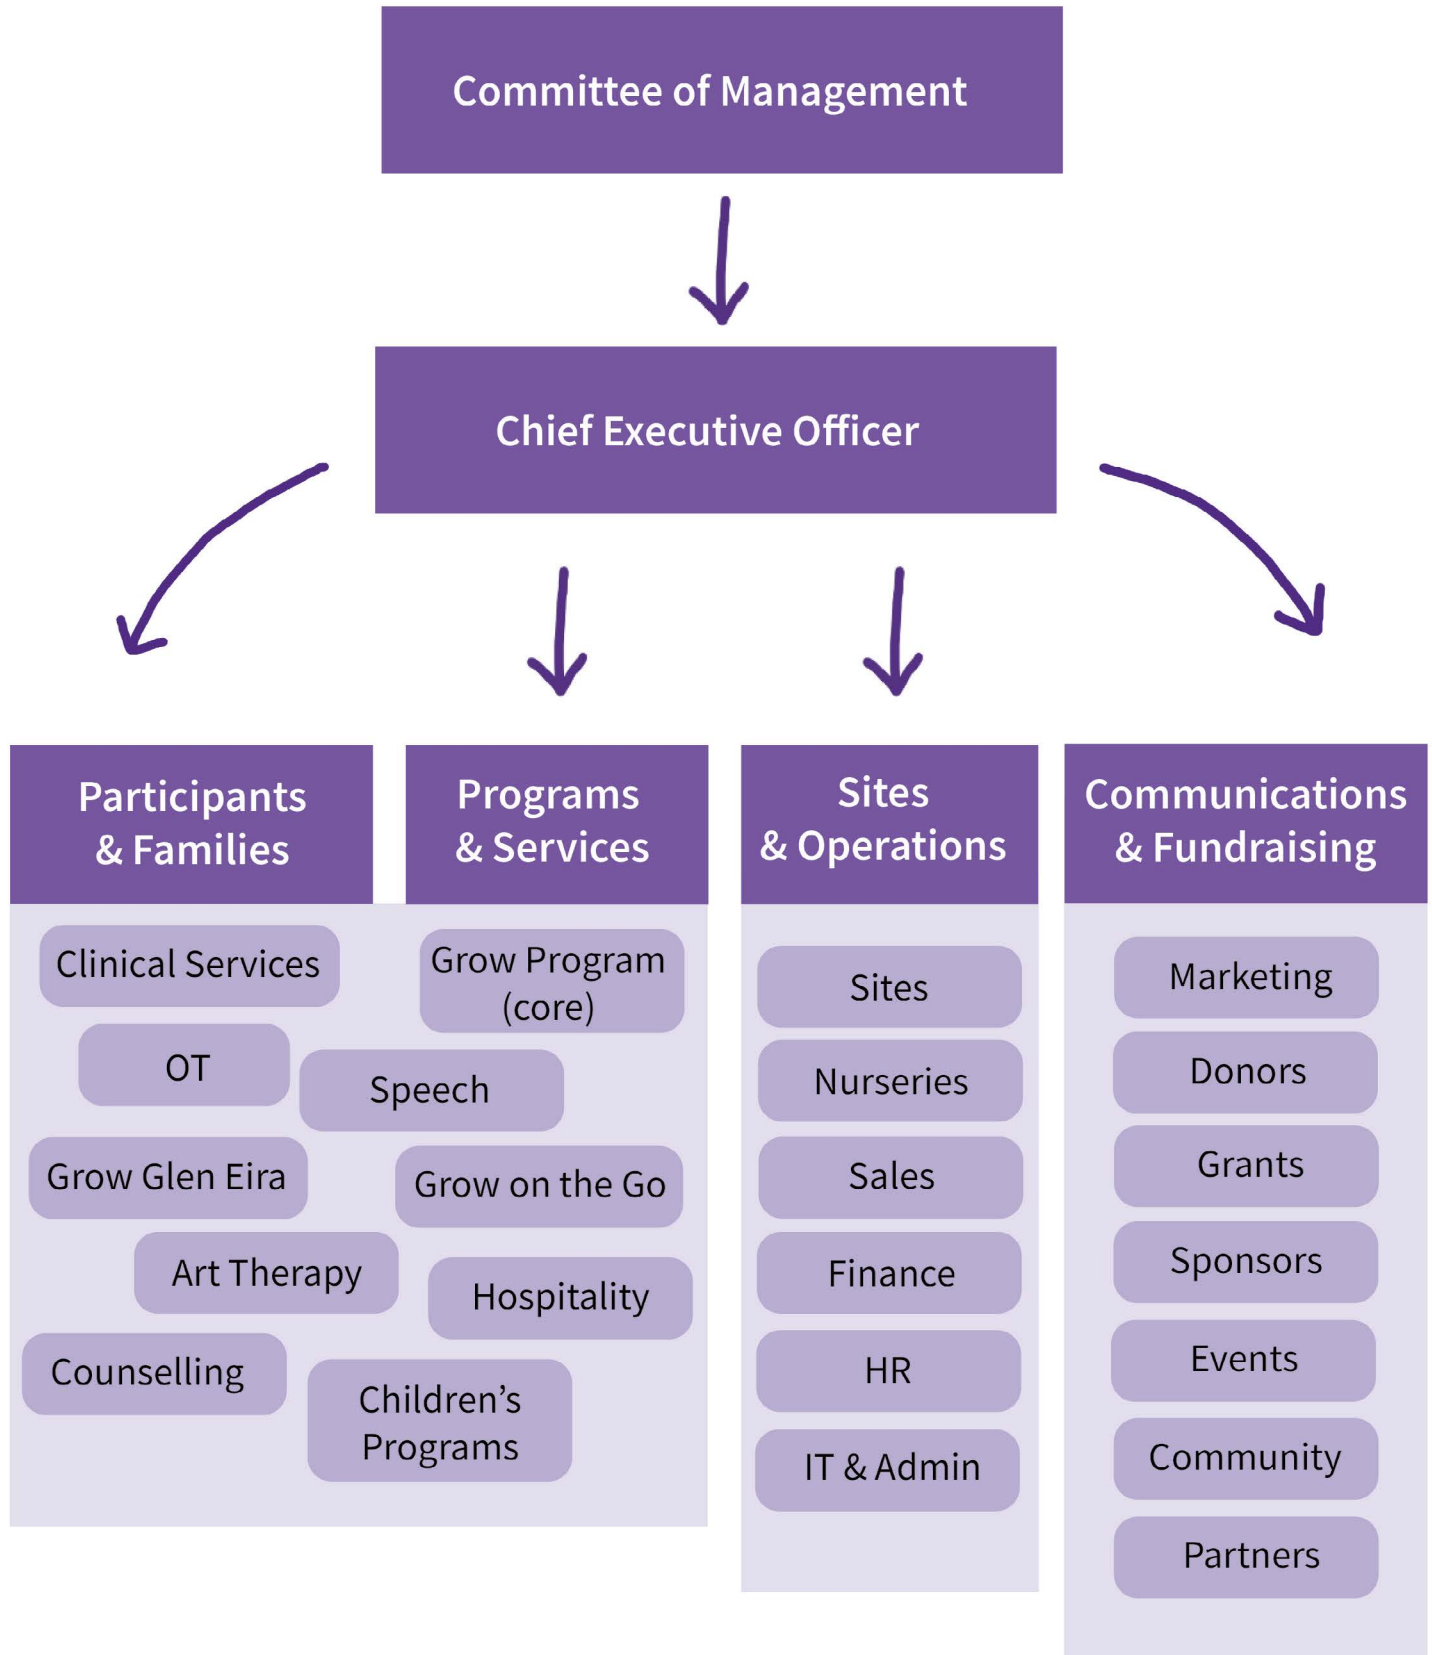 Committee of Management
Chief Executive Officer
Participants
& Families
Programs
& Services
Sites
& Operations
Communications
& Fundraising
Clinical Services
Grow Program
(core)
OT
Speech
Grow Glen Eira
Grow on the Go
Art Therapy
Hospitality
Counselling
Children’s
Programs
Sites
Nurseries
Sales
Finance
HR
IT & Admin
Marketing
Donors
Grants
Sponsors
Events
Community
Partners